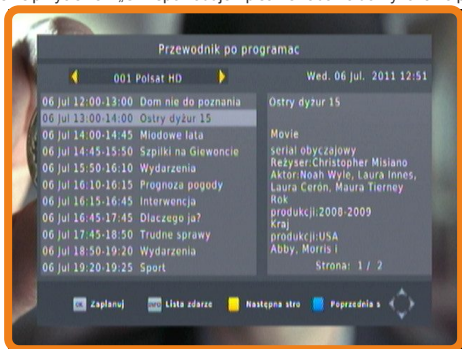 Przewodnik po programac
001 Polsat HD
Wed. 06 Jul. 2011 12:51
06 Jul 12:00-13:00 Dom nie do poznania
06 Jul 13:00-14:00 Ostry dyżur 15
06 Jul 14:00-14:45 Miodowe lata
06 Jul 14:45-15:50 Szpilki na Giewoncie
06 Jul 15:50-16:10 Wydarzenia
06 Jul 16:10-16:15 Prognoza pogody
06 Jul 16:15-16:45 Interwencja
06 Jul 16:45-17:45 Dlaczego ja?
06 Jul 17:45-18:50 Trudne sprawy
06 Jul 18:50-19:20 Wydarzenia
06 Jul 19:20-19:25 Sport
Ostry dyżur 15
Movie
serial obyczajowy
Reżyser:Christopher Misiano
Aktor:Noah Wyle, Laura Innes,
Laura Cerón, Maura Tierney
Rok
produkcji:2008-2009
Kraj
produkcji:USA
Abby, Morris i
Strona: 1 / 2
OK Zaplanuj
INFO Lista zdarze
Następna stro
Poprzednia s